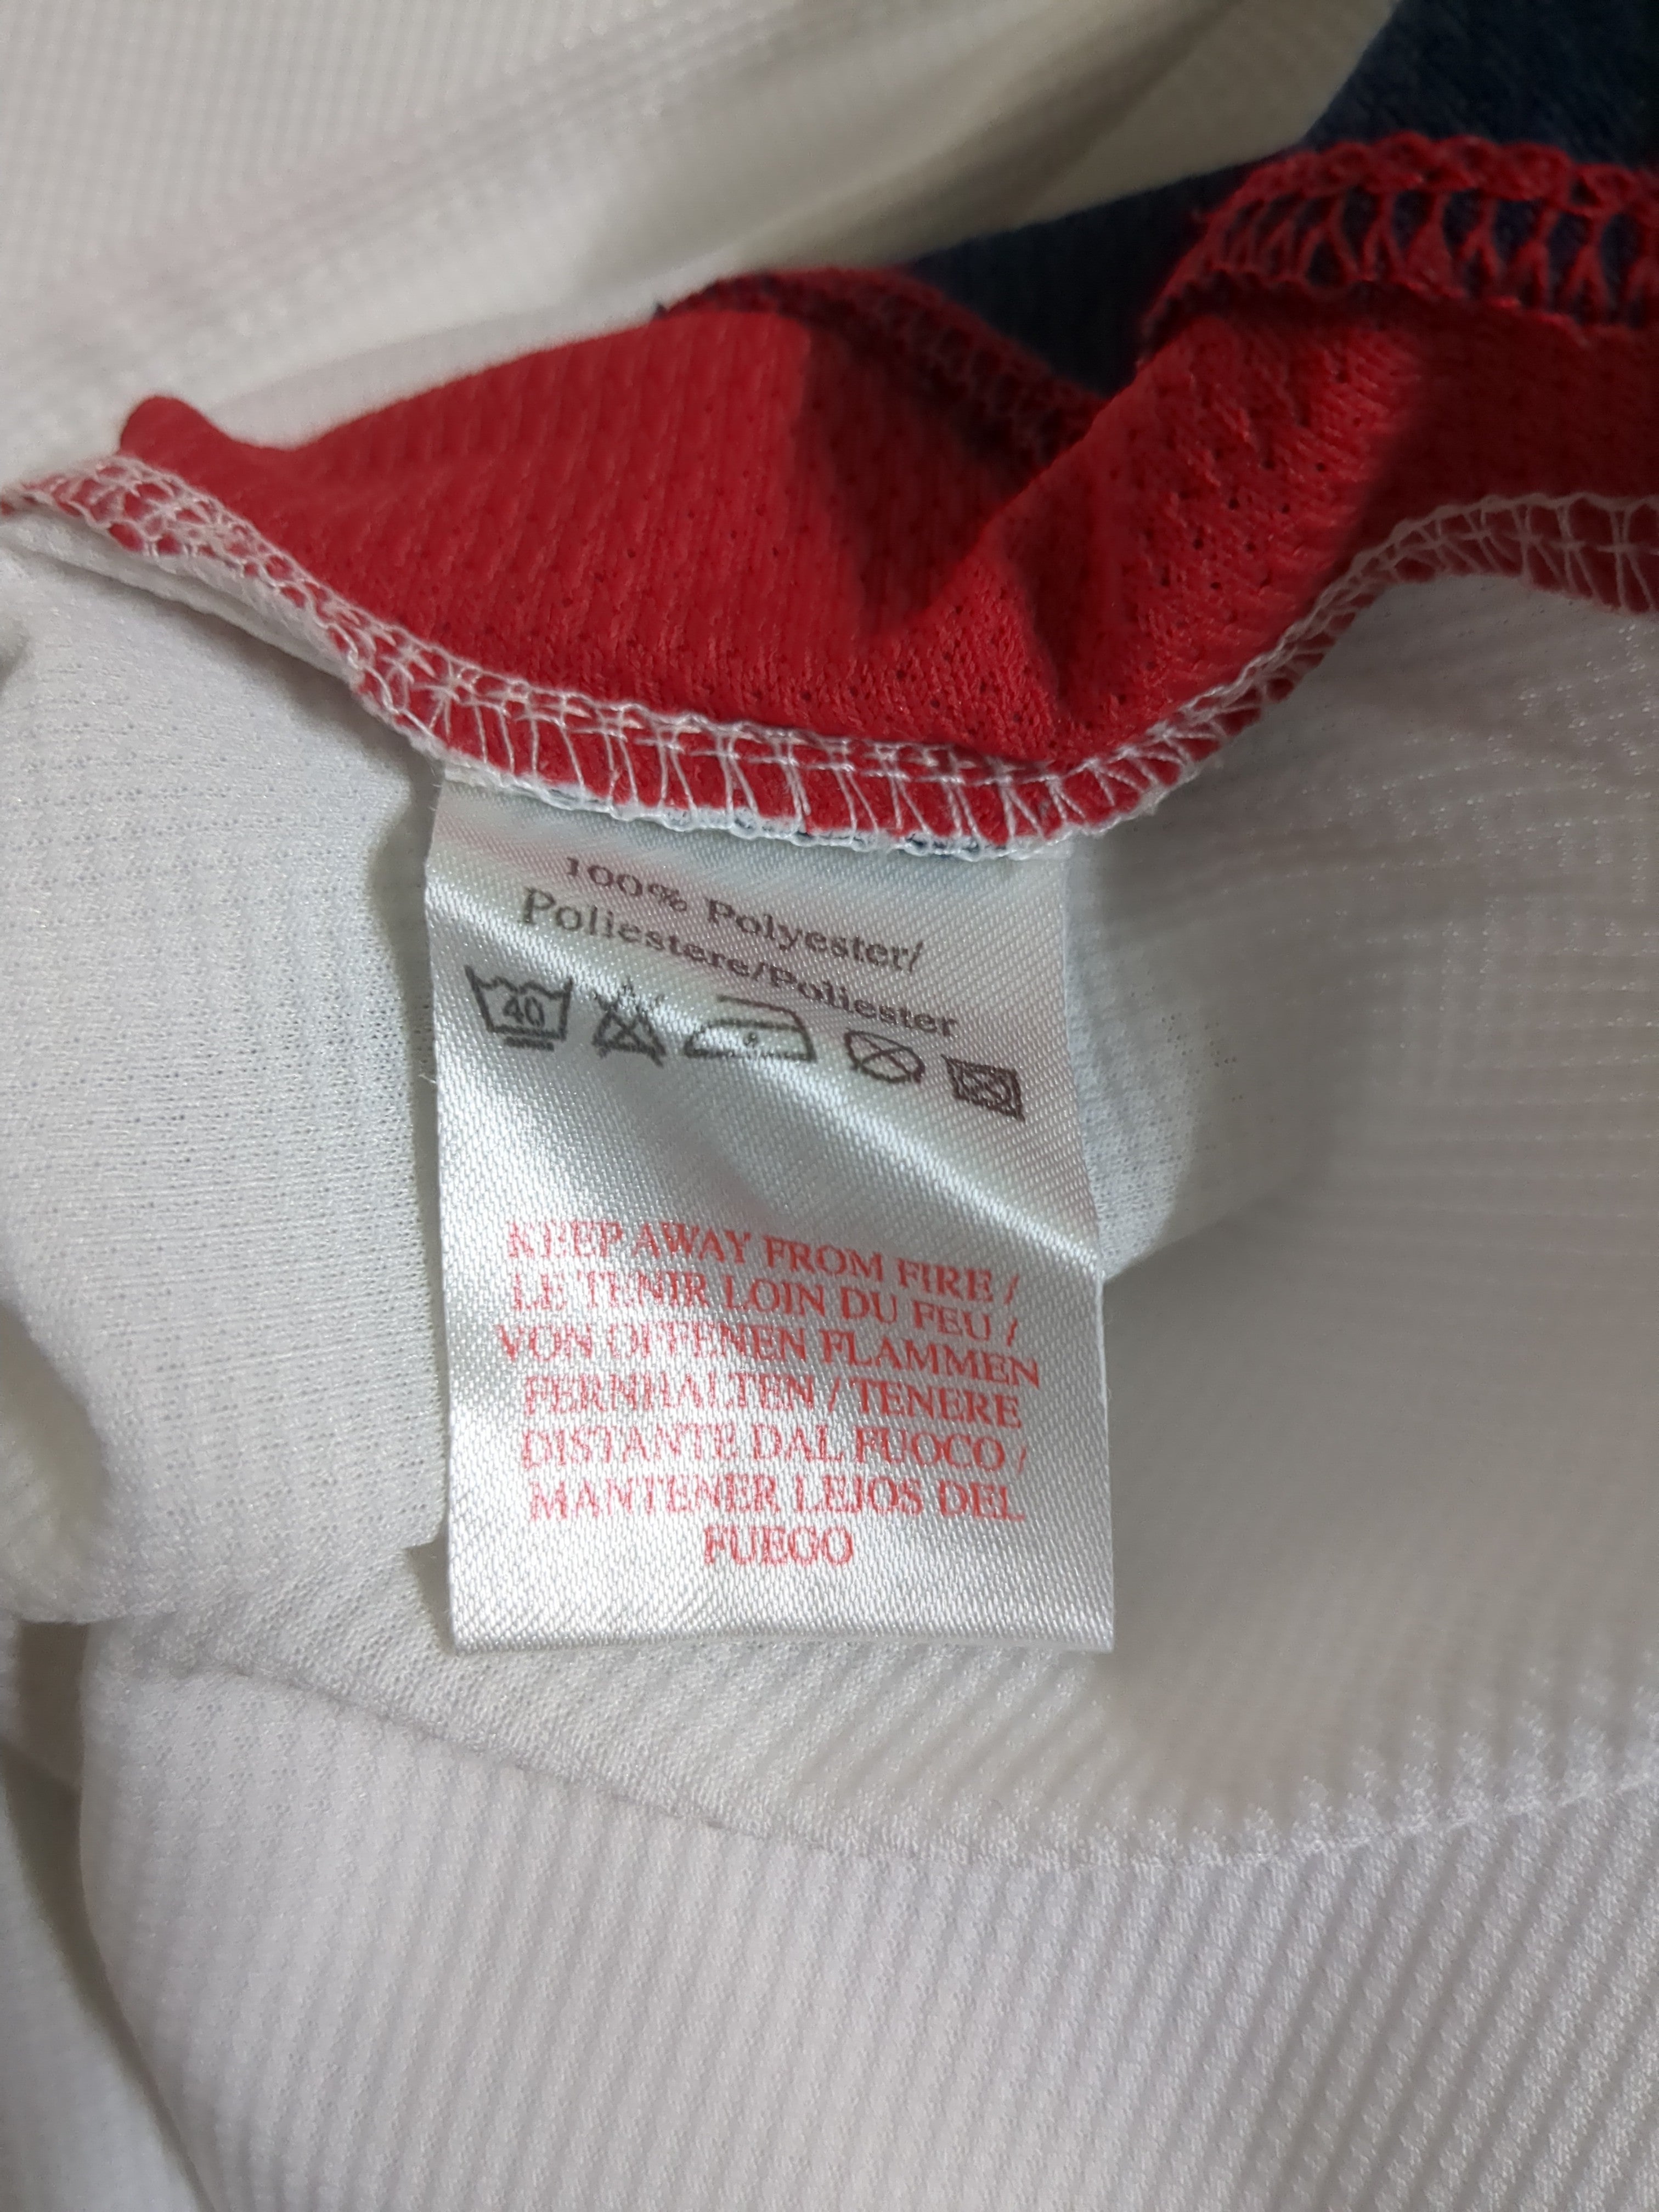 100% Polyester/
Poliestere/Poliester
40
KEEP AWAY FROM FIRE /
LE TENIR LOIN DU FEU /
VON OFFENEN FLAMMEN
FERNHALTEN / TENERE
DISTANTE DAL FUOCO /
MANTENER LEJOS DEL
FUEGO